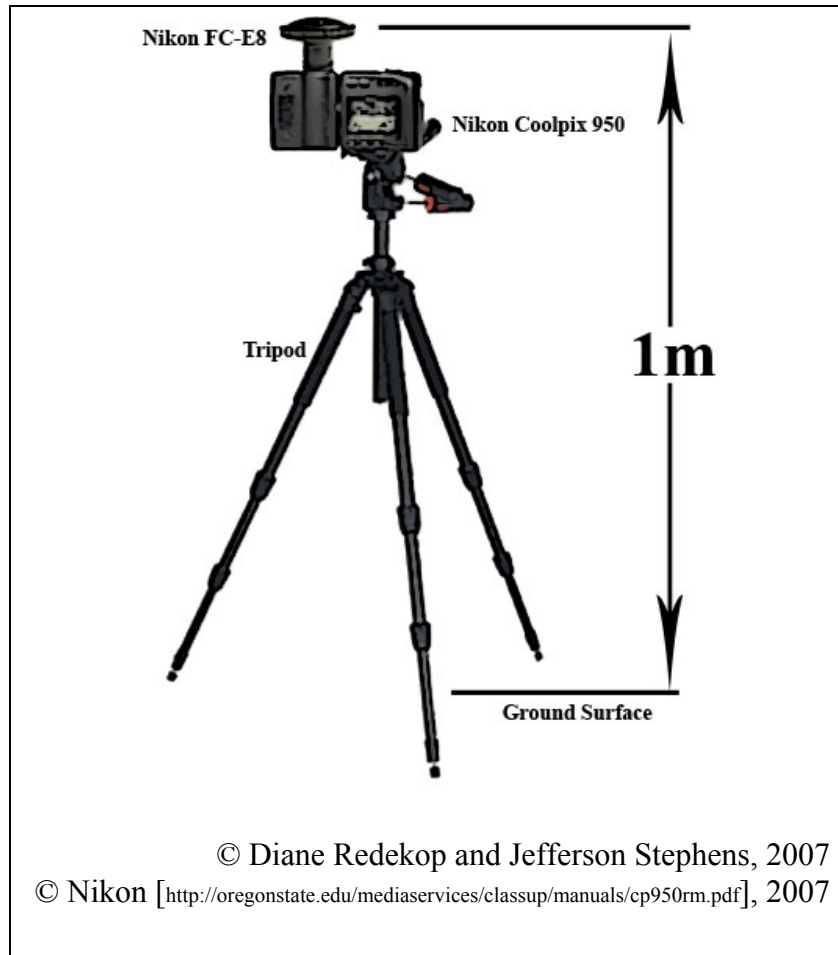 Nikon FC-E8
Nikon Coolpix 950
Tripod
1m
Ground Surface
© Diane Redekop and Jefferson Stephens, 2007
© Nikon [http://oregonstate.edu/mediaservices/classup/manuals/cp950rm.pdf], 2007